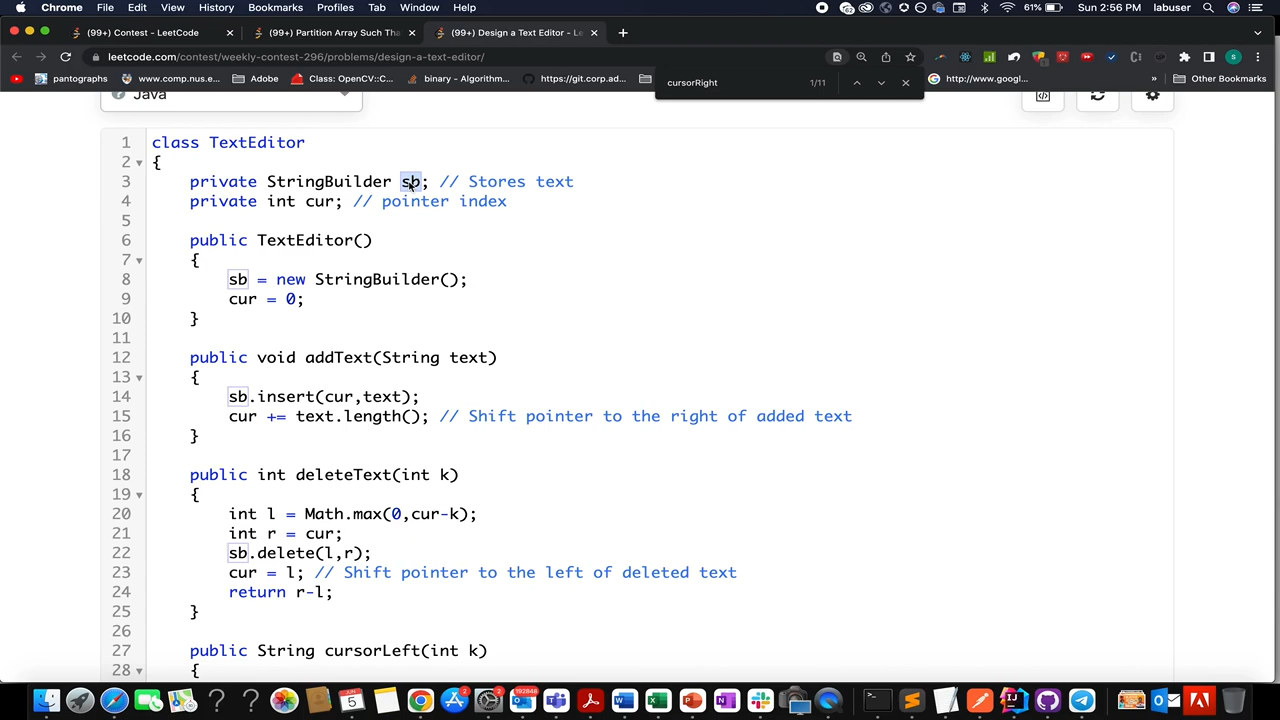 Chrome File Edit View History Bookmarks Profiles Tab Window Help 61% Sun 2:56 PM labuser
(99+) Contest - LeetCode (99+) Partition Array Such Tha (99+) Design a Text Editor - Le
leetcode.com/contest/weekly-contest-296/problems/design-a-text-editor/
pantographs www.comp.nus.e... Adobe Class: OpenCV::C... binary - Algorithm... https://git.corp.ad... http://www.googl... » Other Bookmarks
cursorRight 1/11
Java
1 class TextEditor
2 {
3 private StringBuilder sb; // Stores text
4 private int cur; // pointer index
5
6 public TextEditor()
7 {
8 sb = new StringBuilder();
9 cur = 0;
10 }
11
12 public void addText(String text)
13 {
14 sb.insert(cur,text);
15 cur += text.length(); // Shift pointer to the right of added text
16 }
17
18 public int deleteText(int k)
19 {
20 int l = Math.max(0,cur-k);
21 int r = cur;
22 sb.delete(l,r);
23 cur = l; // Shift pointer to the left of deleted text
24 return r-l;
25 }
26
27 public String cursorLeft(int k)
28 {